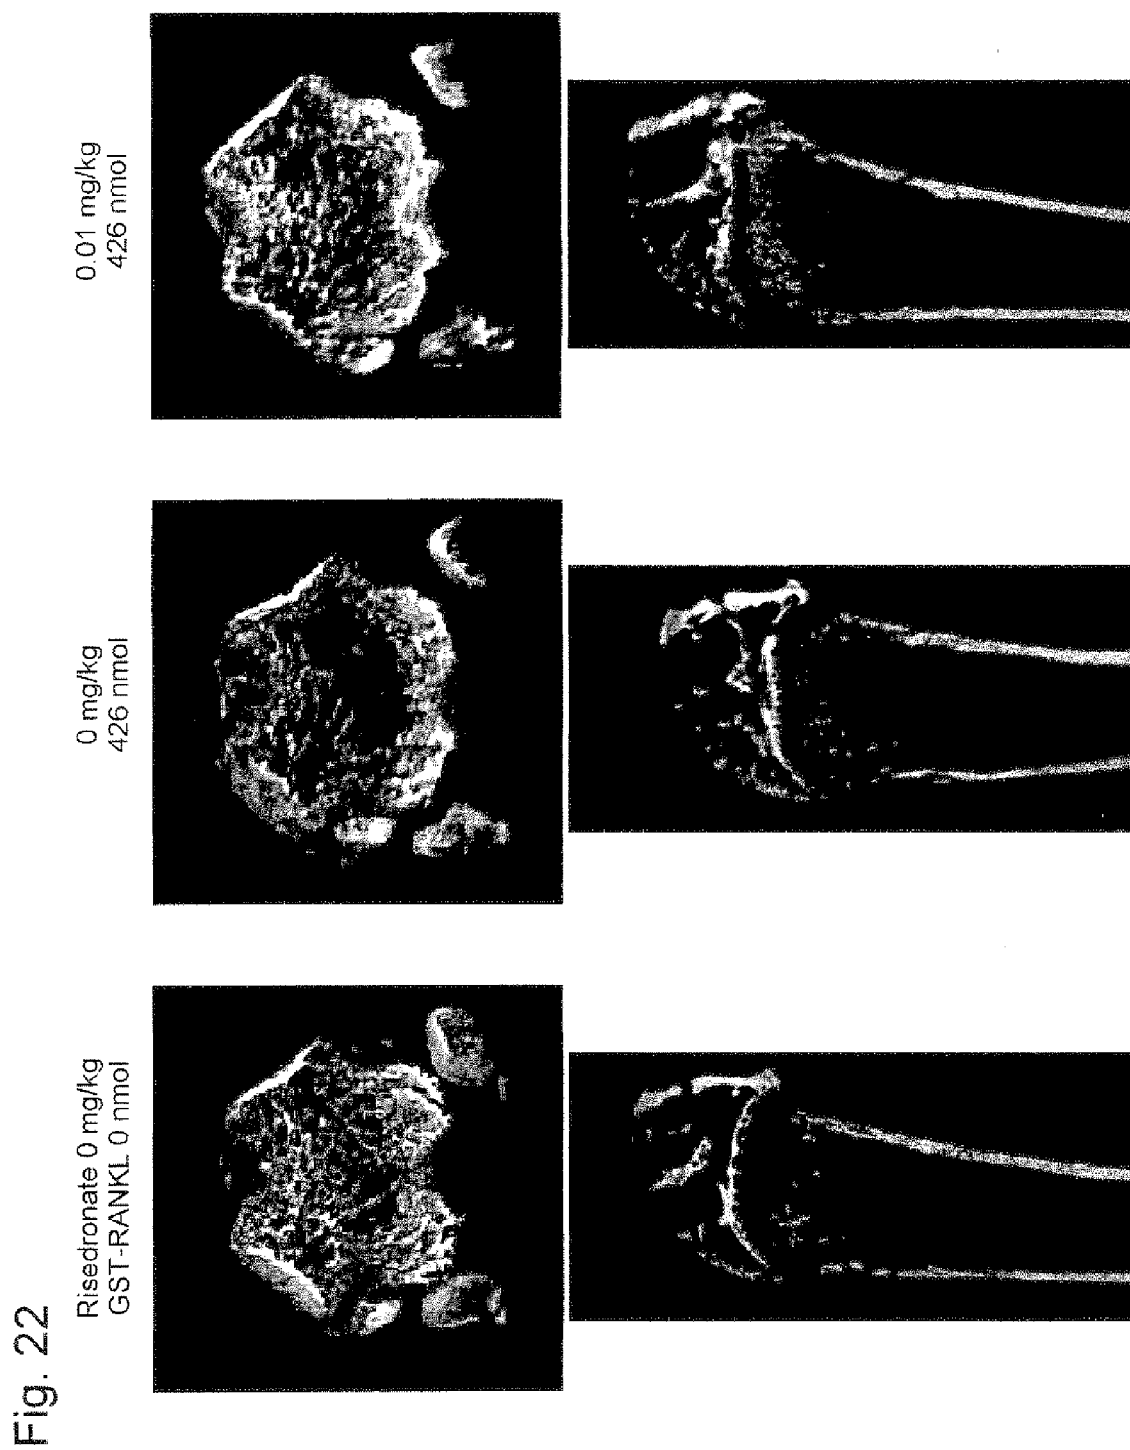 Fig. 22
Risedronate 0 mg/kg
GST-RANKL 0 nmol
0 mg/kg
426 nmol
0.01 mg/kg
426 nmol